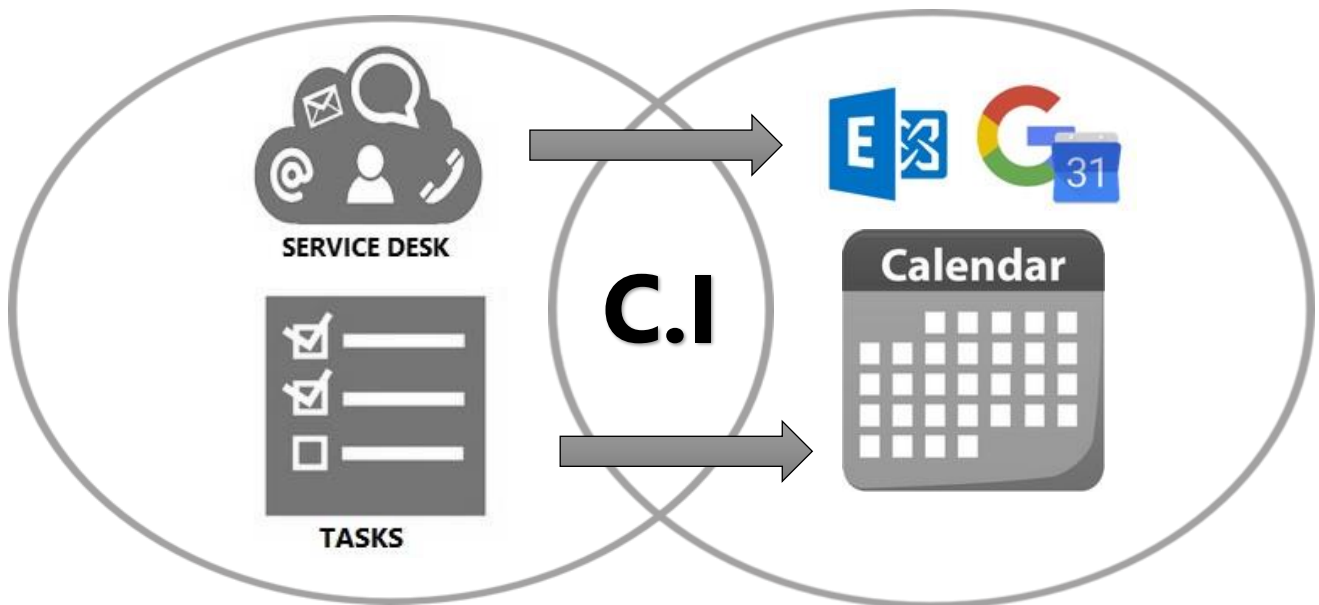 @
SERVICE DESK
TASKS
C.I
E
G
31
Calendar